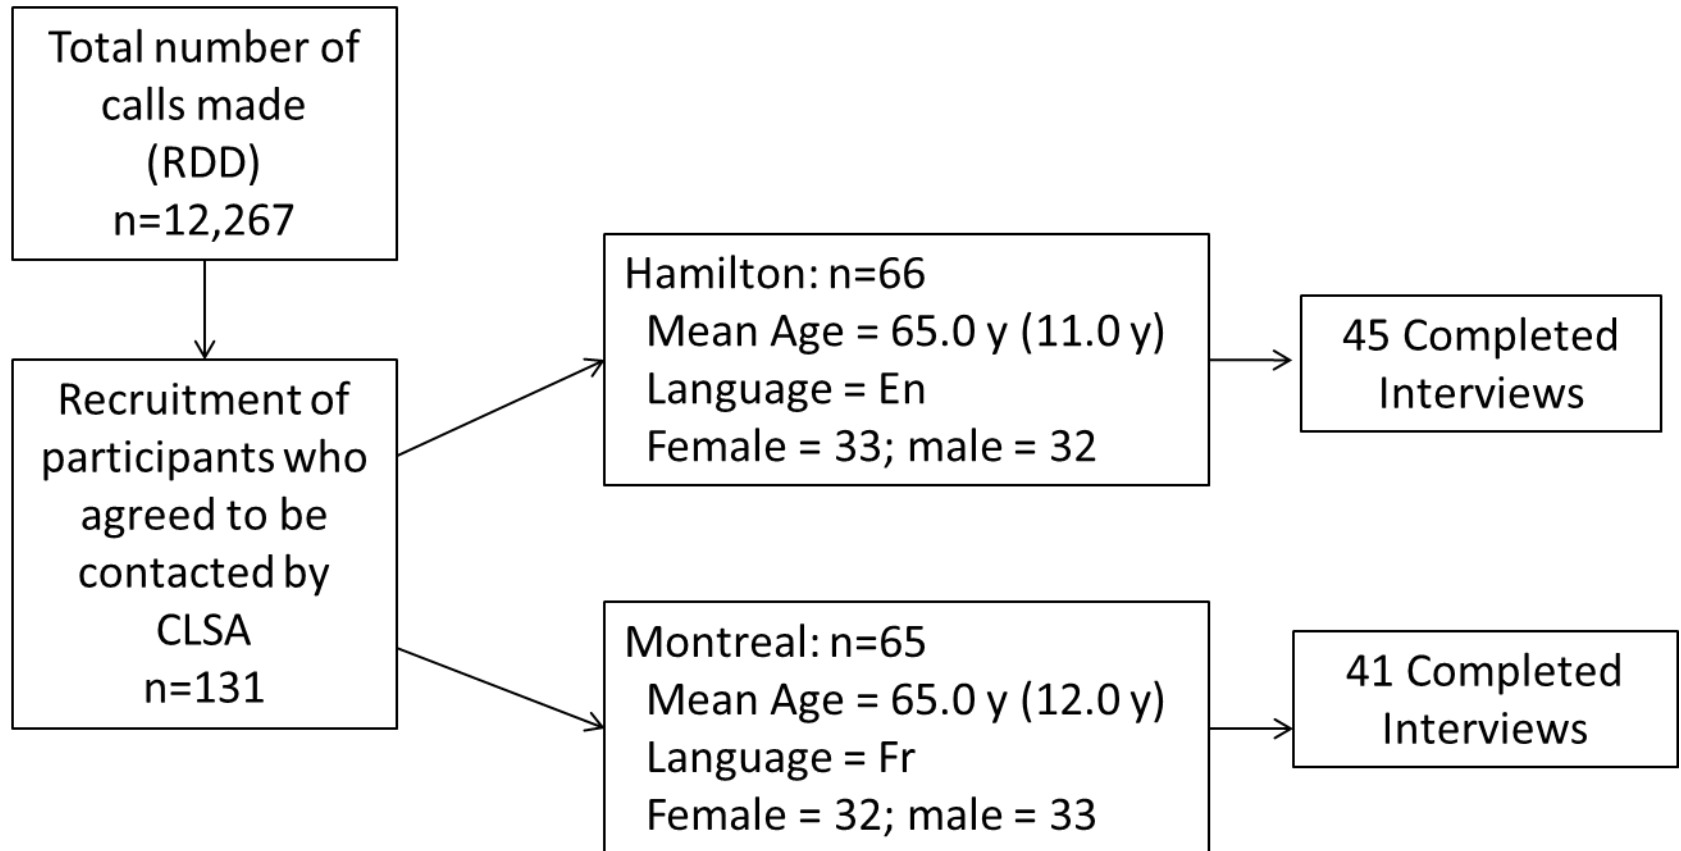 Total number of
calls made
(RDD)
n=12,267
Recruitment of
participants who
agreed to be
contacted by
CLSA
n=131
Hamilton: n=66
Mean Age = 65.0 y (11.0 y)
Language = En
Female = 33; male = 32
45 Completed
Interviews
Montreal: n=65
Mean Age = 65.0 y (12.0 y)
Language = Fr
Female = 32; male = 33
41 Completed
Interviews